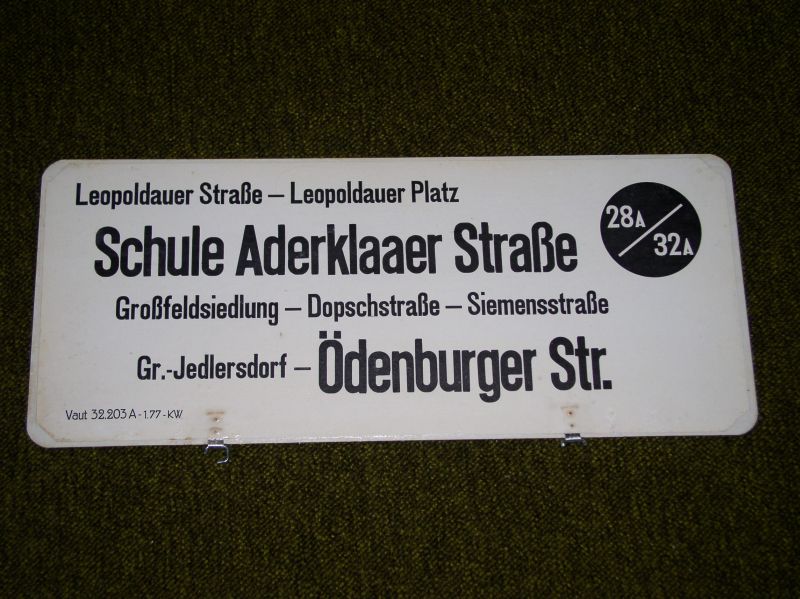 Leopoldauer Straße – Leopoldauer Platz
28A/32A
Schule Aderklaaer Straße
Großfeldsiedlung – Dopschstraße – Siemensstraße
Gr.-Jedlersdorf – Ödenburger Str.
Vaut 32.203 A - 1.77 - KW